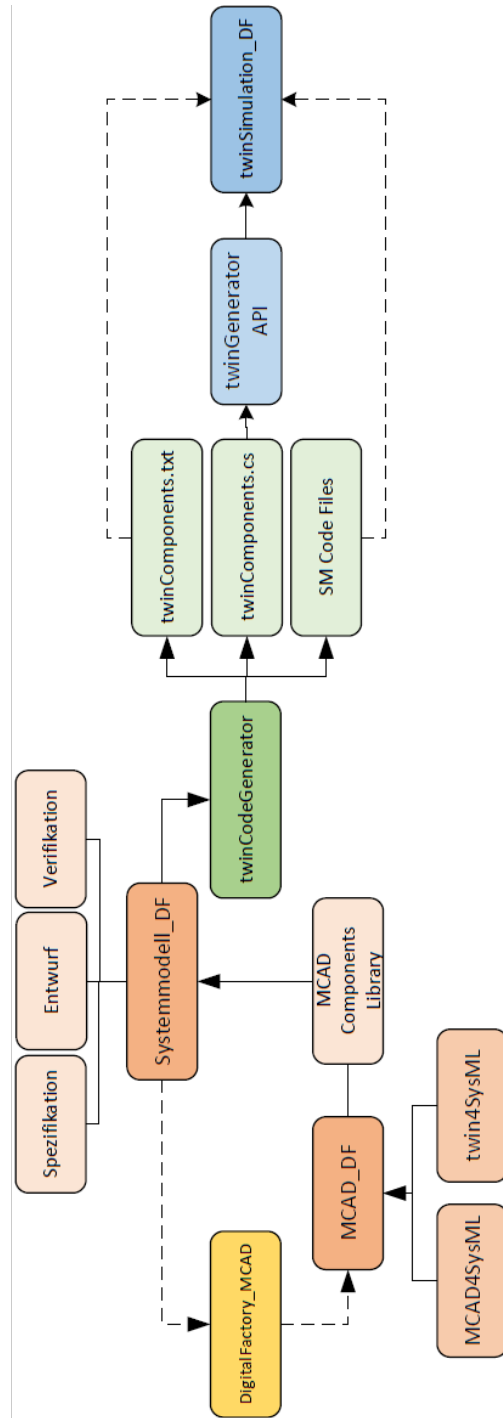 Spezifikation
Entwurf
Verifikation
Systemmodell_DF
twinComponents.txt
DigitalFactory_MCAD
twinCodeGenerator
twinComponents.cs
twinGenerator
API
twinSimulation_DF
MCAD_DF
MCAD
Components
Library
SM Code Files
MCAD4SysML
twin4SysML